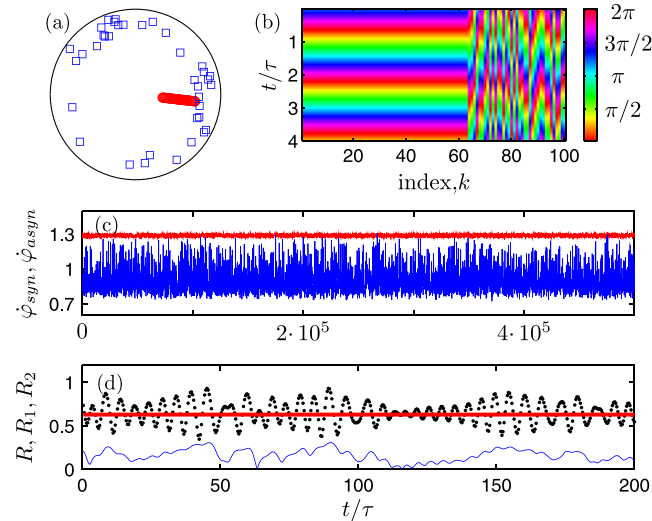 (a)
(b)
t/τ
1
2
3
4
1
20
40
60
80
100
index,k
2π
3π/2
π
π/2
(c)
φ̇syn, φ̇asyn
1.3
1
0.7
0
2·10⁵
4·10⁵
(d)
R, R₁, R₂
1
0.5
0
0
50
100
150
200
t/τ